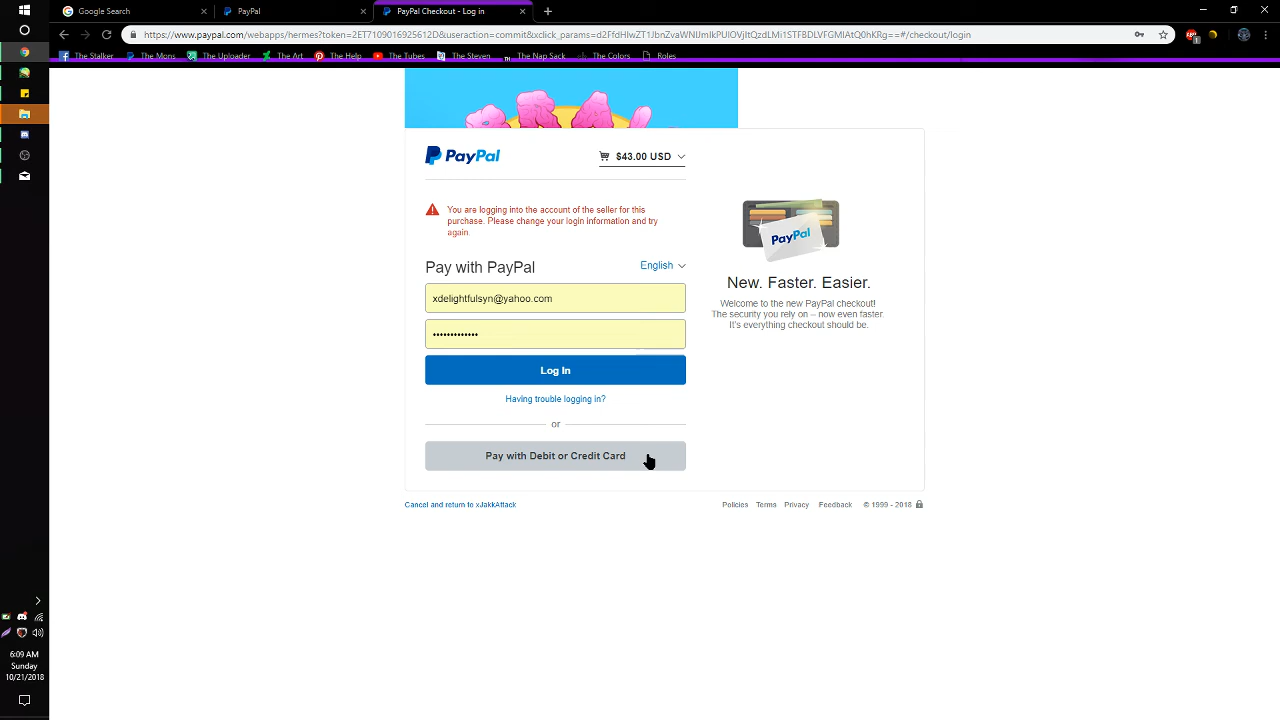 Google Search
PayPal
PayPal Checkout - Log in
https://www.paypal.com/webapps/hermes?token=2ET7109016925612D&useraction=commit&xclick_params=d2FfdHlwZT1JbnZvaWNlJmlkPUlOVjItQzdLMi1STFBDLVFGMlAtQ0hKRg==#/checkout/login
The Stalker
The Mons
The Uploader
The Art
The Help
The Tubes
The Steven
The Nap Sack
The Colors
Roles
PayPal
$43.00 USD
You are logging into the account of the seller for this
purchase. Please change your login information and try
again.
Pay with PayPal
English
xdelightfulsyn@yahoo.com
•••••••••••••
Log In
Having trouble logging in?
or
Pay with Debit or Credit Card
PayPal
New. Faster. Easier.
Welcome to the new PayPal checkout!
The security you rely on – now even faster.
It's everything checkout should be.
Cancel and return to xJakkAttack
Policies Terms Privacy Feedback © 1999 - 2018
6:09 AM
Sunday
10/21/2018